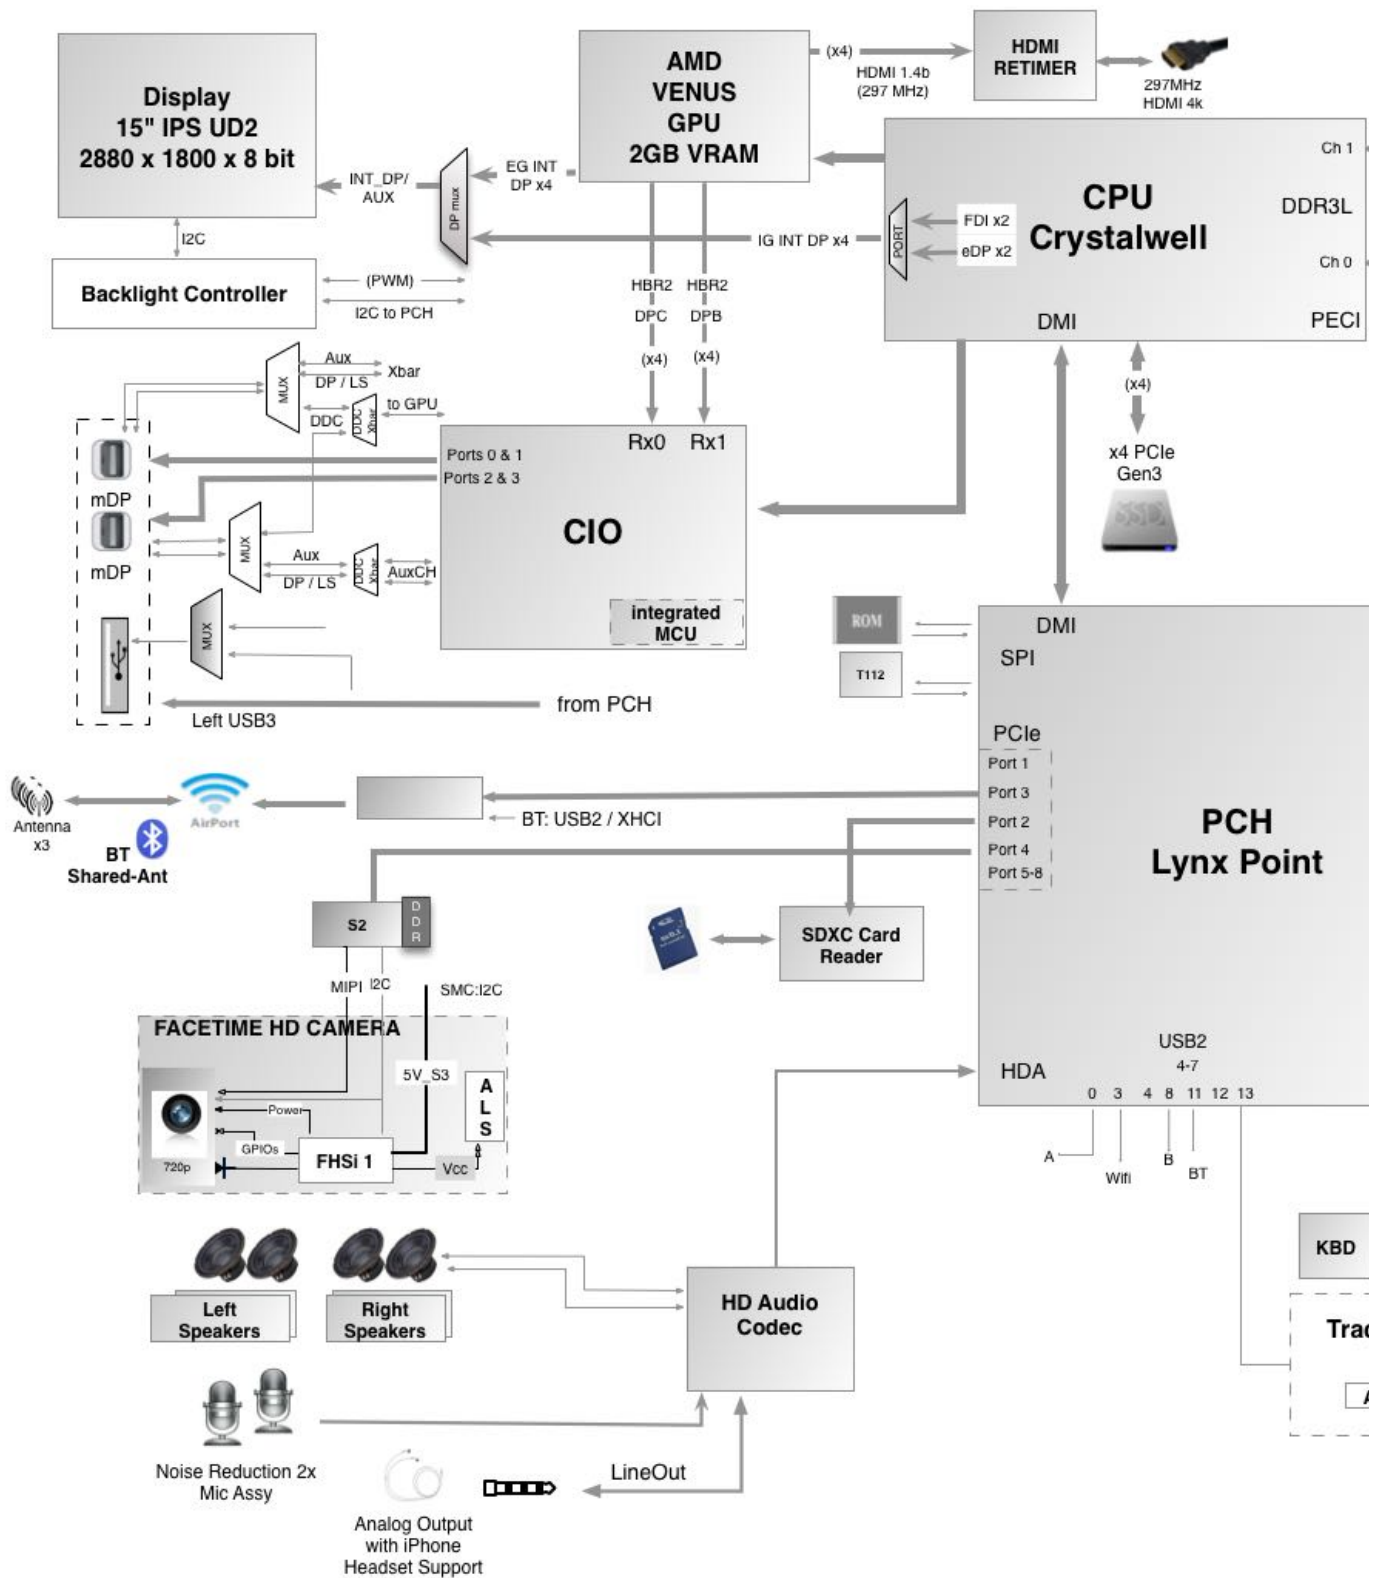 Display
15" IPS UD2
2880 x 1800 x 8 bit
AMD
VENUS
GPU
2GB VRAM
(x4)
HDMI 1.4b
(297 MHz)
HDMI
RETIMER
297MHz
HDMI 4k
INT_DP/
AUX
DP mux
EG INT
DP x4
IG INT DP x4
PORT
FDI x2
eDP x2
CPU
Crystalwell
Ch 1
DDR3L
Ch 0
PECI
DMI
I2C
Backlight Controller
(PWM)
I2C to PCH
HBR2
DPC
(x4)
HBR2
DPB
(x4)
MUX
Aux
DP / LS
Xbar
DDC
DDC
Xbar
to GPU
mDP
mDP
Ports 0 & 1
Ports 2 & 3
Rx0
Rx1
CIO
integrated
MCU
MUX
Aux
DP / LS
DDC
Xbar
AuxCH
MUX
Left USB3
from PCH
(x4)
x4 PCIe
Gen3
SSD
ROM
T112
DMI
SPI
PCIe
Port 1
Port 3
Port 2
Port 4
Port 5-8
PCH
Lynx Point
Antenna
x3
BT
Shared-Ant
AirPort
BT: USB2 / XHCI
S2
DDR
MIPI
I2C
SMC:I2C
SDXC Card
Reader
FACETIME HD CAMERA
720p
Power
GPIOs
FHSi 1
5V_S3
Vcc
A
L
S
HDA
USB2
4-7
0 3 4 8 11 12 13
A
Wifi
B
BT
KBD
Left
Speakers
Right
Speakers
HD Audio
Codec
Noise Reduction 2x
Mic Assy
LineOut
Analog Output
with iPhone
Headset Support